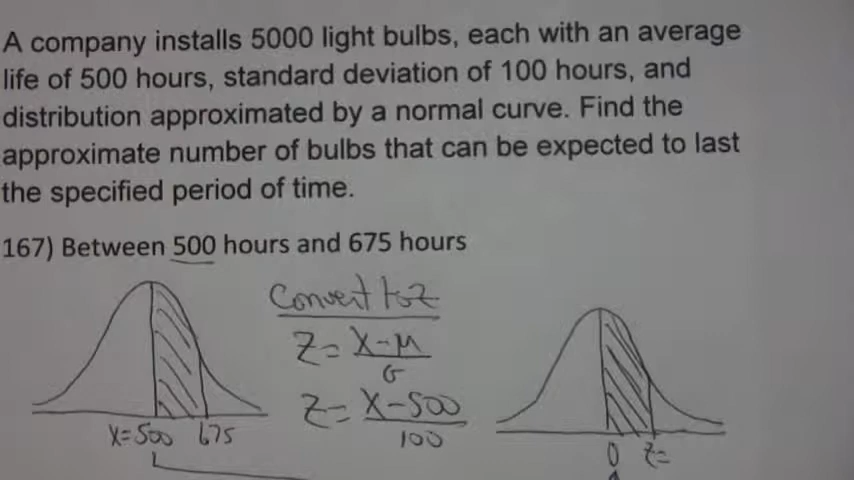 A company installs 5000 light bulbs, each with an average
life of 500 hours, standard deviation of 100 hours, and
distribution approximated by a normal curve. Find the
approximate number of bulbs that can be expected to last
the specified period of time.
167) Between 500 hours and 675 hours
Convert to z
Z = X-μ
σ
Z = X-500
100
X=500 675
0 Z=